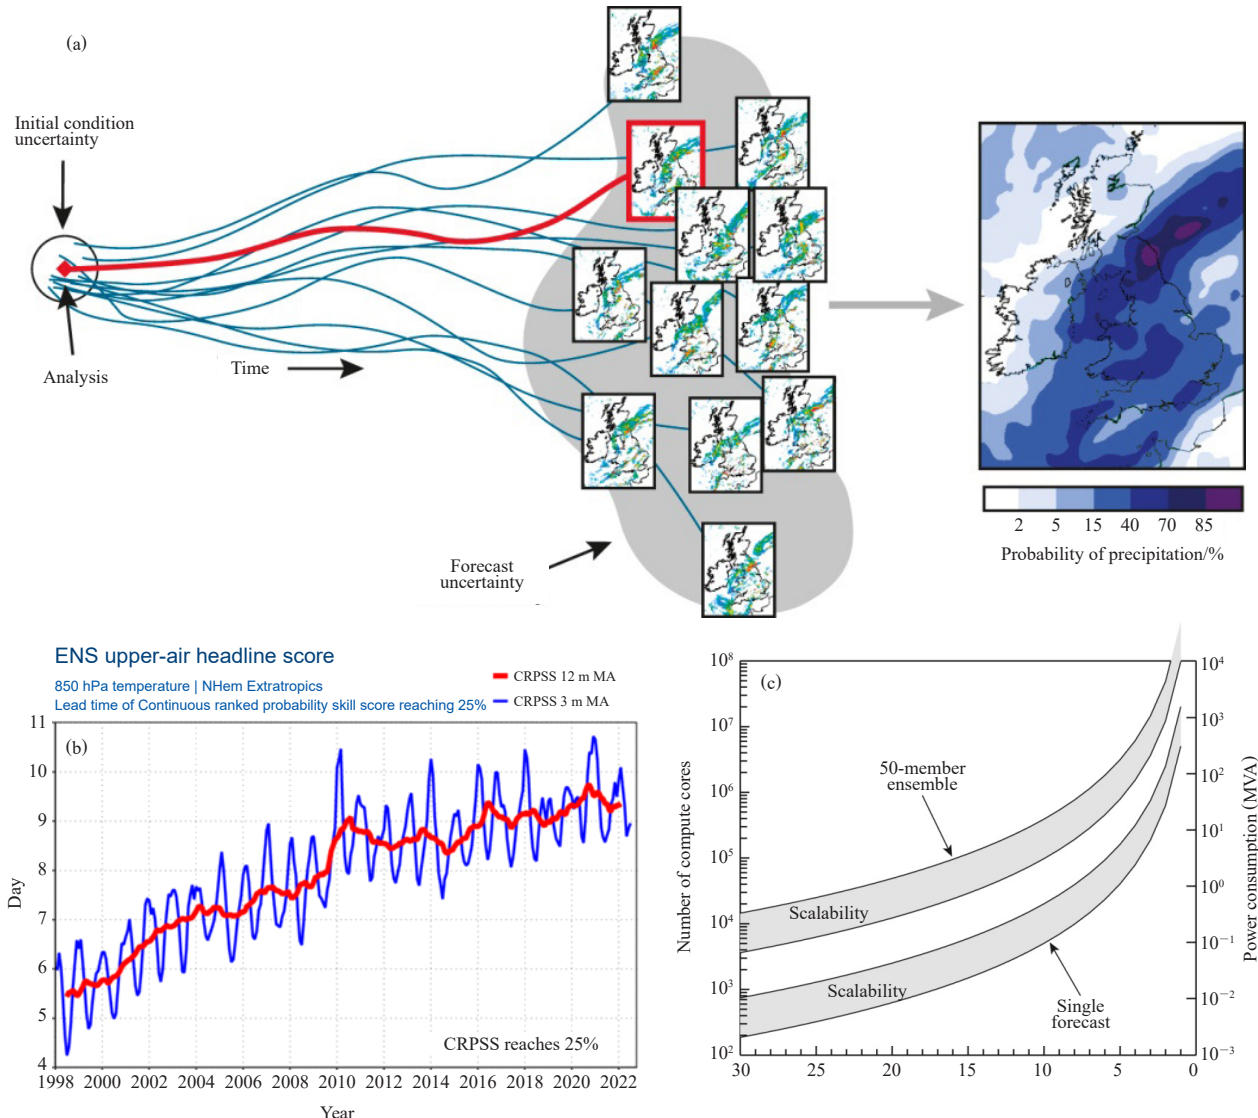 (a)
Initial condition
uncertainty
Analysis
Time
Forecast
uncertainty
2 5 15 40 70 85
Probability of precipitation/%
ENS upper-air headline score
850 hPa temperature | NHem Extratropics
Lead time of Continuous ranked probability skill score reaching 25%
CRPSS 12 m MA
CRPSS 3 m MA
(b)
Day
11
10
9
8
7
6
5
4
CRPSS reaches 25%
1998 2000 2002 2004 2006 2008 2010 2012 2014 2016 2018 2020 2022
Year
(c)
Number of compute cores
10⁸
10⁷
10⁶
10⁵
10⁴
10³
10²
50-member
ensemble
Scalability
Scalability
Single
forecast
30 25 20 15 10 5 0
10⁴
10³
10²
10¹
10⁰
10⁻¹
10⁻²
10⁻³
Power consumption (MVA)